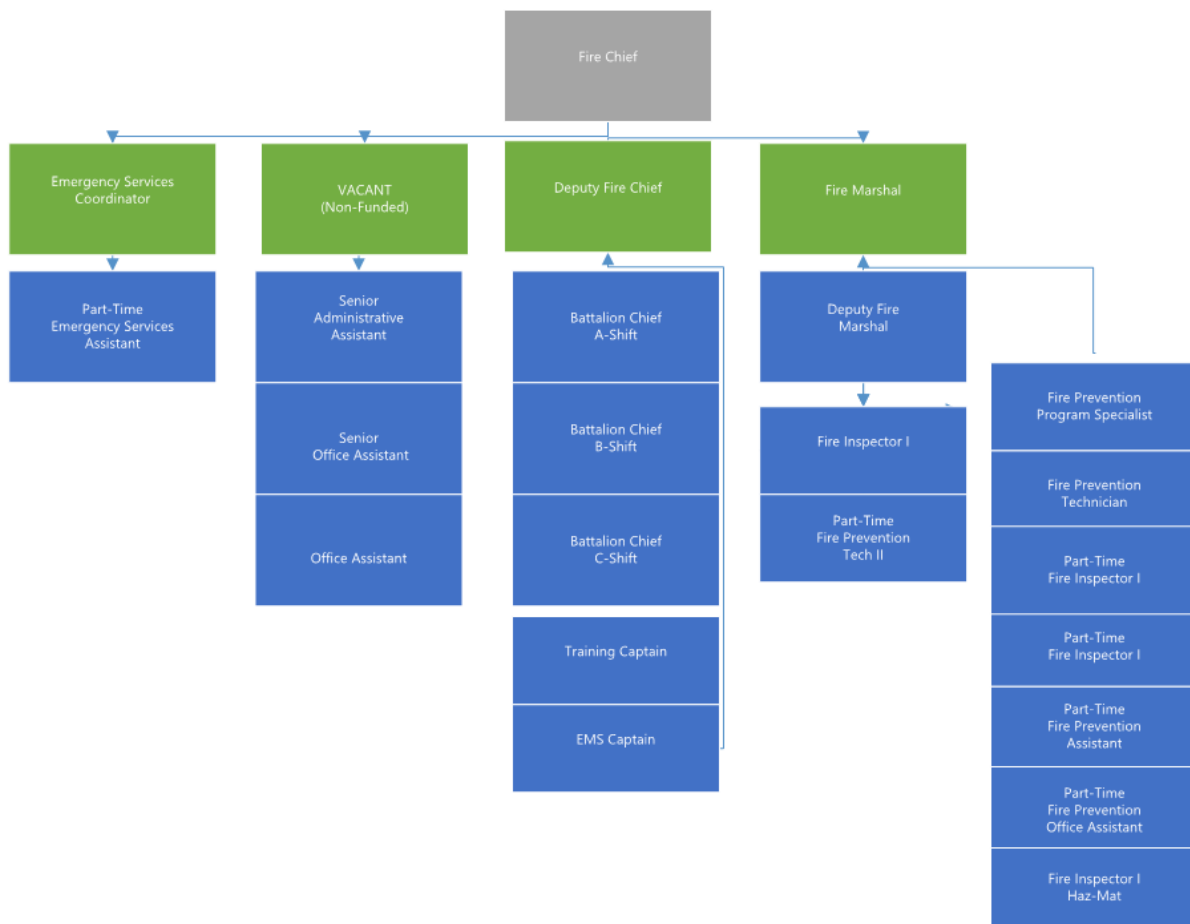 Fire Chief
Emergency Services
Coordinator
VACANT
(Non-Funded)
Deputy Fire Chief
Fire Marshal
Part-Time
Emergency Services
Assistant
Senior
Administrative
Assistant
Senior
Office Assistant
Office Assistant
Battalion Chief
A-Shift
Battalion Chief
B-Shift
Battalion Chief
C-Shift
Training Captain
EMS Captain
Deputy Fire
Marshal
Fire Inspector I
Part-Time
Fire Prevention
Tech II
Fire Prevention
Program Specialist
Fire Prevention
Technician
Part-Time
Fire Inspector I
Part-Time
Fire Inspector I
Part-Time
Fire Prevention
Assistant
Part-Time
Fire Prevention
Office Assistant
Fire Inspector I
Haz-Mat